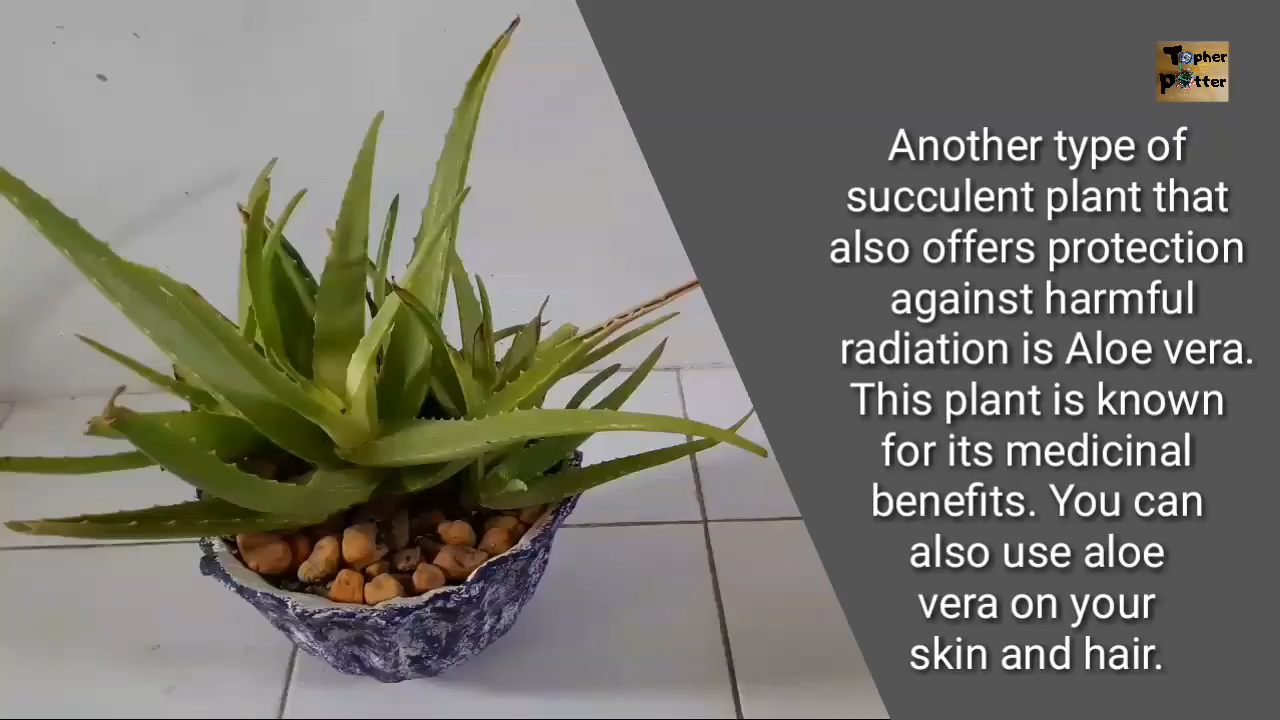 Topher
Potter
Another type of
succulent plant that
also offers protection
against harmful
radiation is Aloe vera.
This plant is known
for its medicinal
benefits. You can
also use aloe
vera on your
skin and hair.